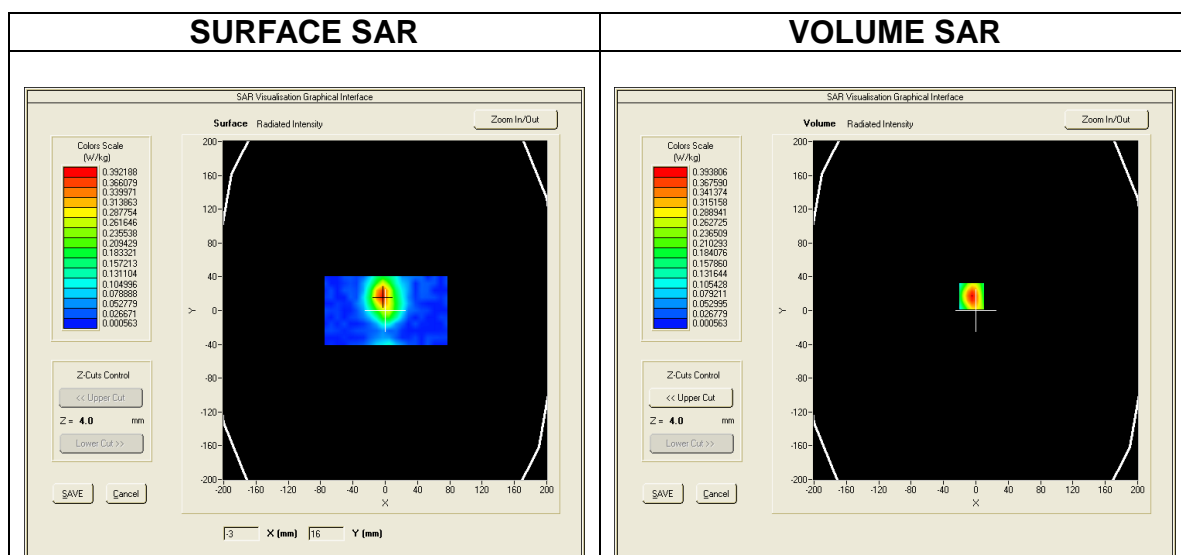 SURFACE SAR
VOLUME SAR
SAR Visualisation Graphical Interface
Surface Radiated Intensity
Zoom In/Out
Colors Scale
(W/kg)
0.392188
0.366079
0.339971
0.313863
0.287754
0.261646
0.235538
0.209429
0.183321
0.157213
0.131104
0.104996
0.078888
0.052779
0.026671
0.000563
200
160
120
80
40
0
-40
-80
-120
-160
-200
Y
-200 -160 -120 -80 -40 0 40 80 120 160 200
X
Z-Cuts Control
<< Upper Cut
Z = 4.0 mm
Lower Cut >>
SAVE Cancel
-3 X (mm) 16 Y (mm)
SAR Visualisation Graphical Interface
Volume Radiated Intensity
Zoom In/Out
Colors Scale
(W/kg)
0.393806
0.367590
0.341374
0.315158
0.288941
0.262725
0.236509
0.210293
0.184076
0.157860
0.131644
0.105428
0.079211
0.052995
0.026779
0.000563
200
160
120
80
40
0
-40
-80
-120
-160
-200
Y
-200 -160 -120 -80 -40 0 40 80 120 160 200
X
Z-Cuts Control
<< Upper Cut
Z = 4.0 mm
Lower Cut >>
SAVE Cancel